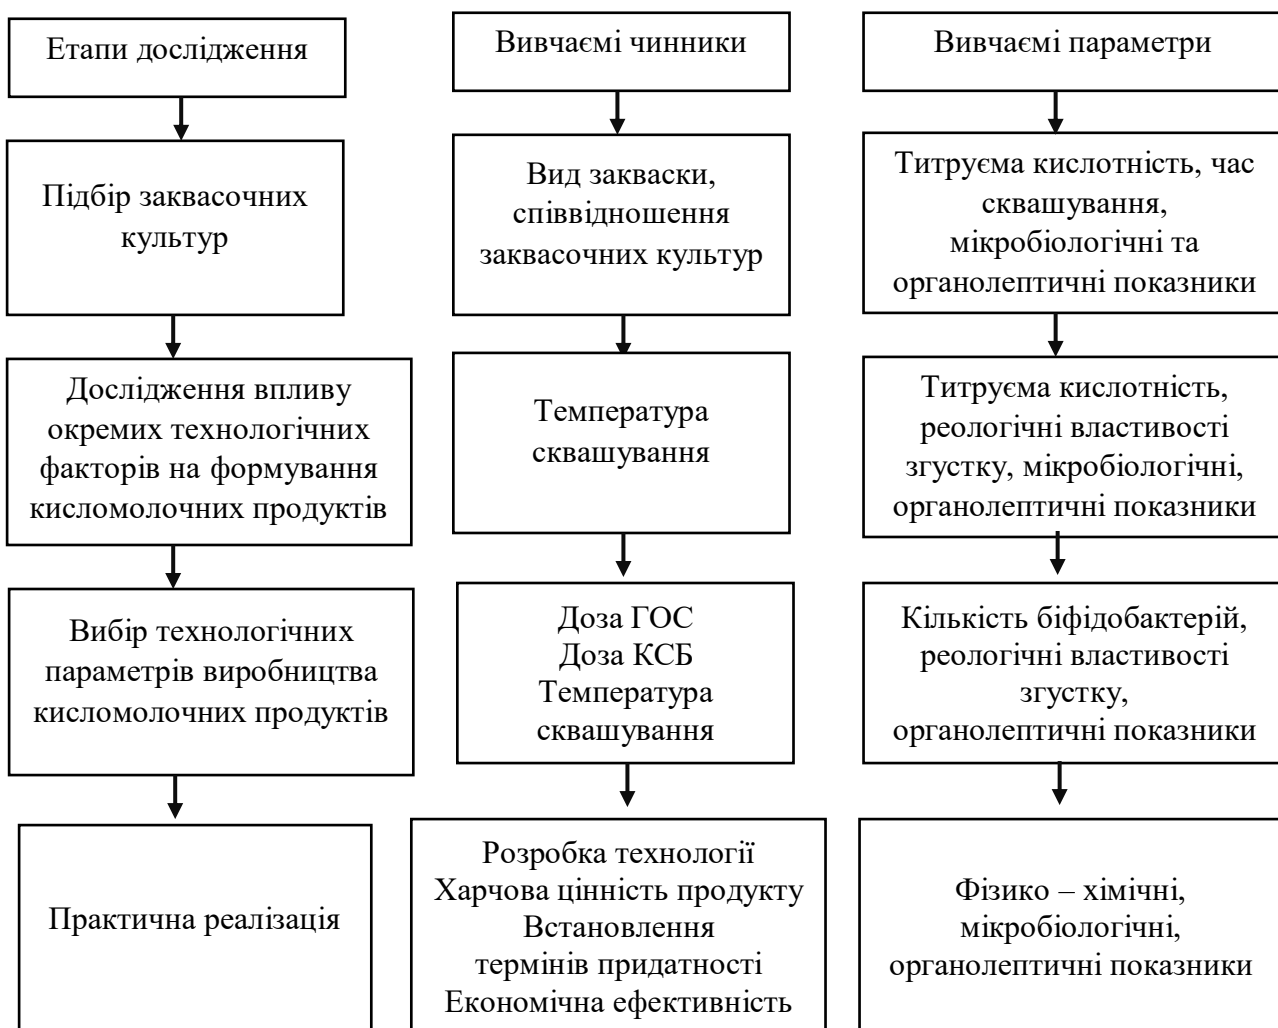 Етапи дослідження
Вивчаємі чинники
Вивчаємі параметри
Підбір заквасочних
культур
Вид закваски,
співвідношення
заквасочних культур
Титруєма кислотність, час
сквашування,
мікробіологічні та
органолептичні показники
Дослідження впливу
окремих технологічних
факторів на формування
кисломолочних продуктів
Температура
сквашування
Титруєма кислотність,
реологічні властивості
згустку, мікробіологічні,
органолептичні показники
Вибір технологічних
параметрів виробництва
кисломолочних продуктів
Доза ГОС
Доза КСБ
Температура
сквашування
Кількість біфідобактерій,
реологічні властивості
згустку,
органолептичні показники
Практична реалізація
Розробка технології
Харчова цінність продукту
Встановлення
термінів придатності
Економічна ефективність
Фізико – хімічні,
мікробіологічні,
органолептичні показники